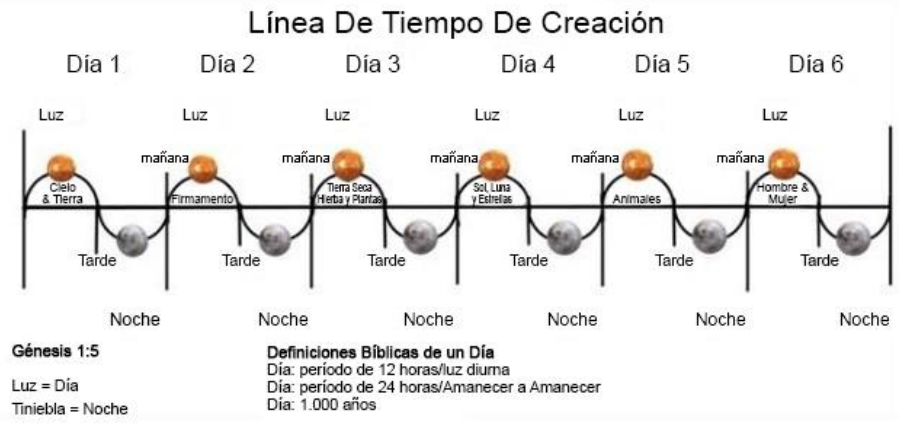 Línea De Tiempo De Creación
Día 1 Día 2 Día 3 Día 4 Día 5 Día 6
Luz Luz Luz Luz Luz Luz
mañana mañana mañana mañana mañana
Cielo
& Tierra
Firmamento
Tierra Seca
Hierba y Plantas
Sol, Luna
y Estrellas
Animales
Hombre &
Mujer
Tarde Tarde Tarde Tarde Tarde Tarde
Noche Noche Noche Noche Noche Noche
Génesis 1:5
Luz = Día
Tiniebla = Noche
Definiciones Bíblicas de un Día
Día: período de 12 horas/luz diurna
Día: período de 24 horas/Amanecer a Amanecer
Día: 1.000 años